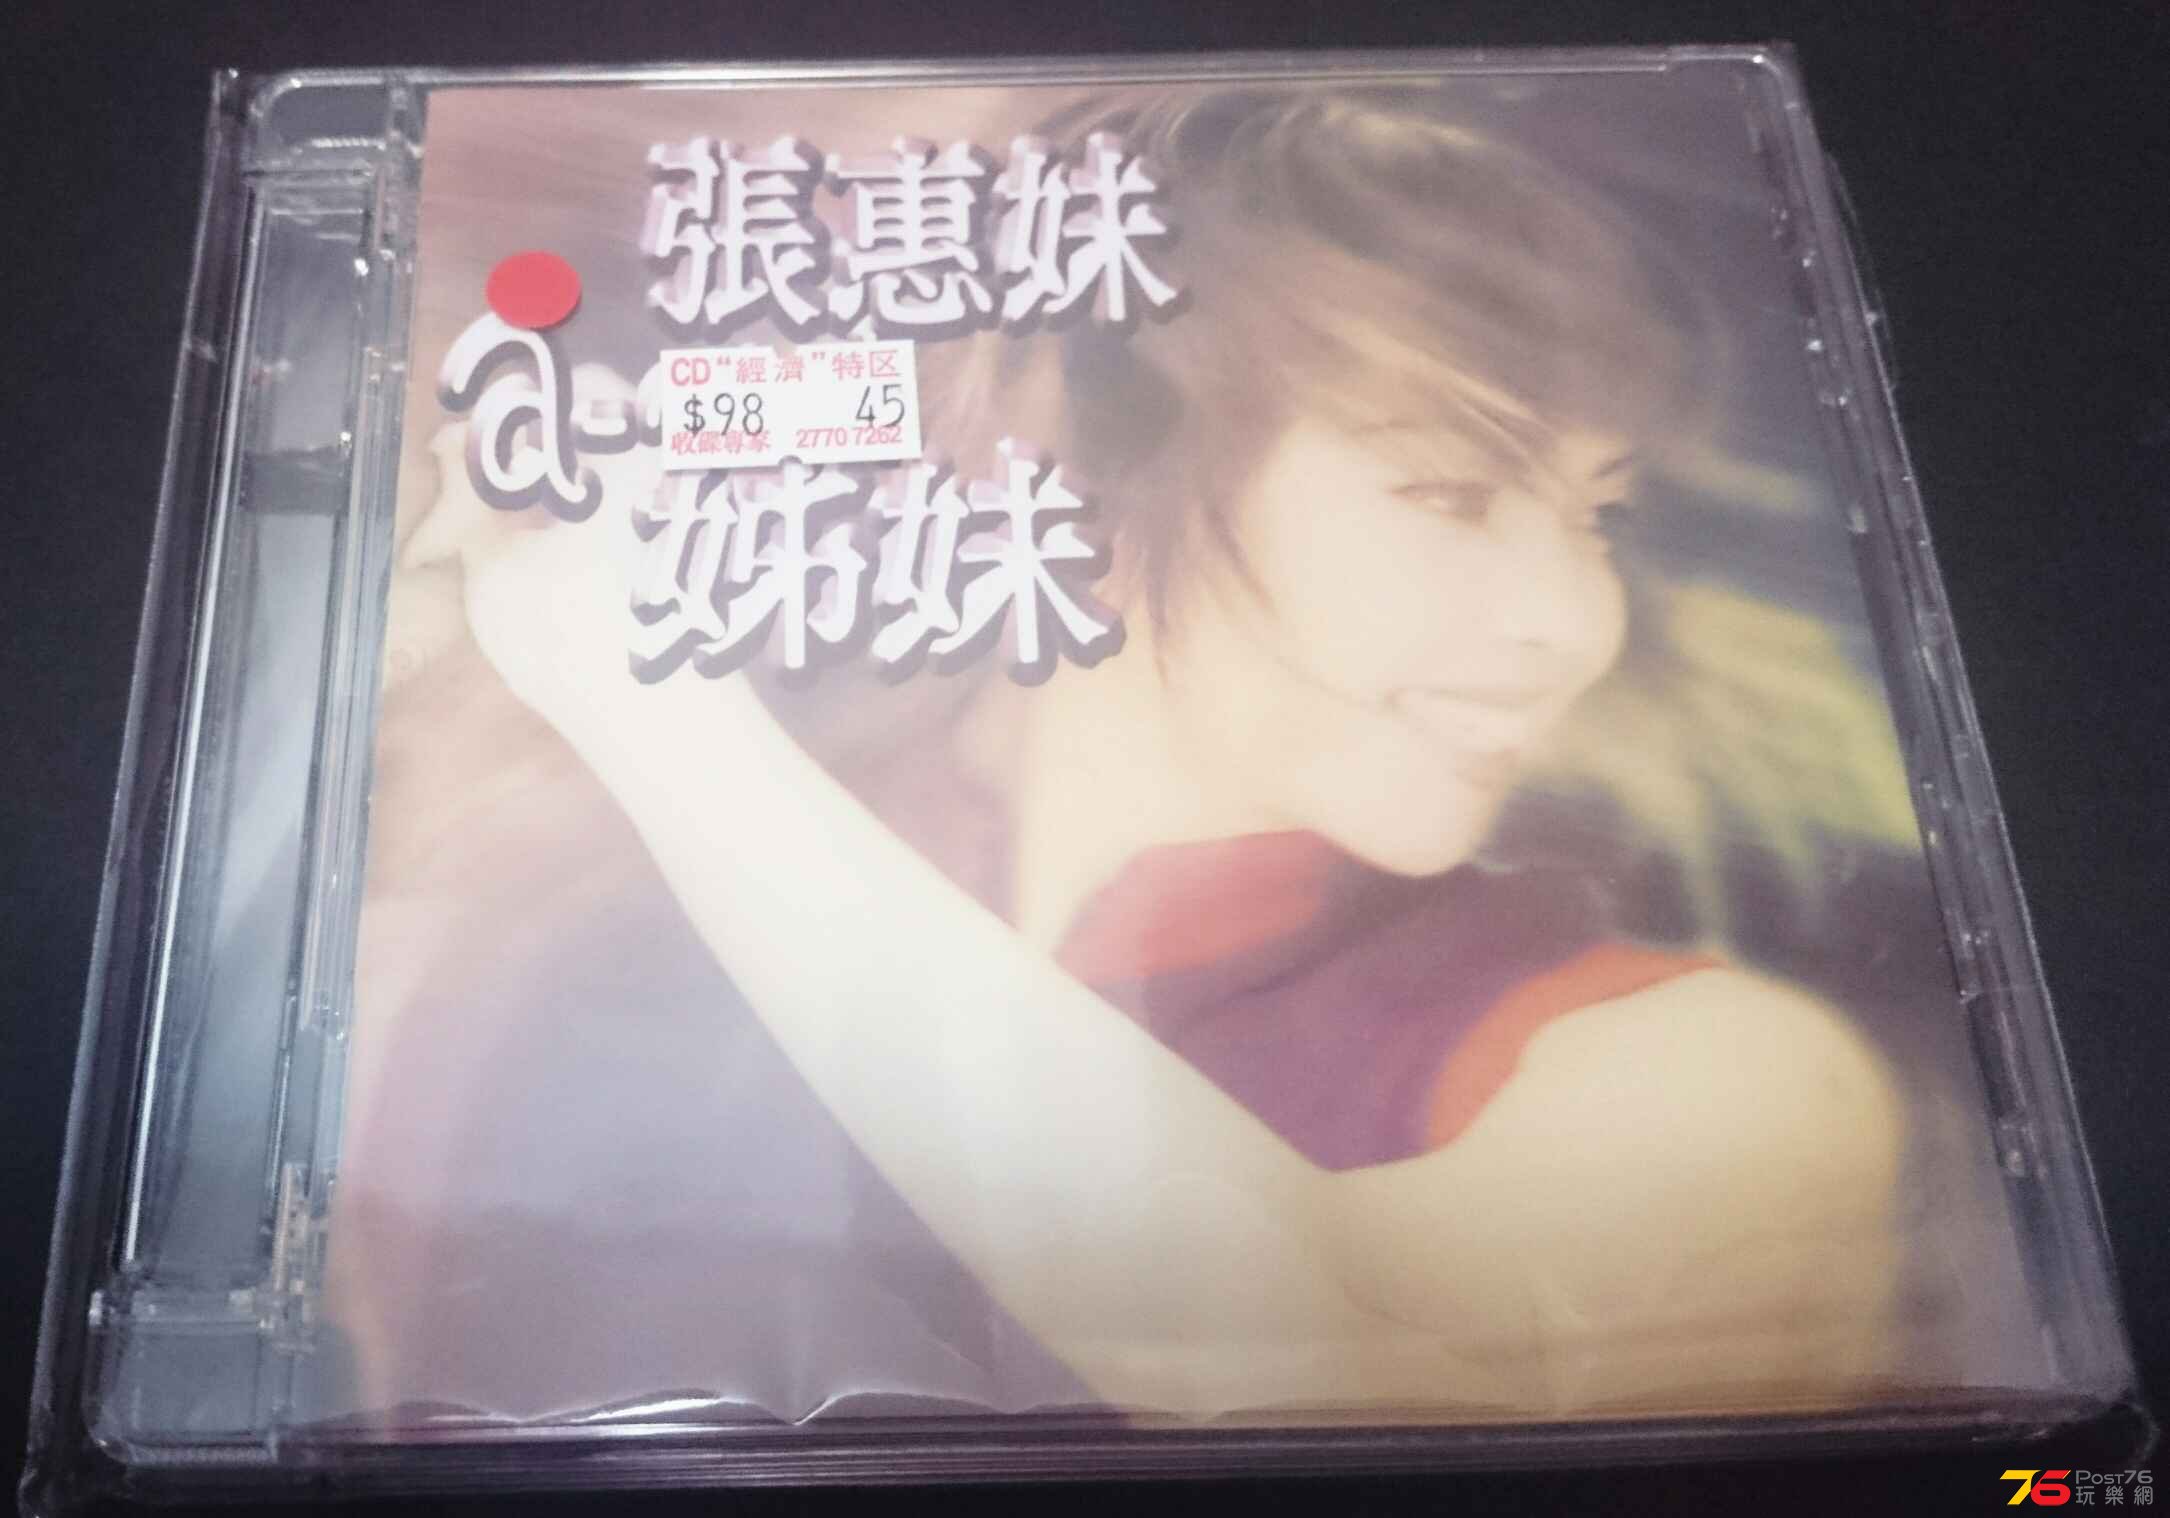 張惠妹
a-
CD“經濟”特区
$98 45
收碟專家 2770 7262
姊妹
76 POST76
玩樂網